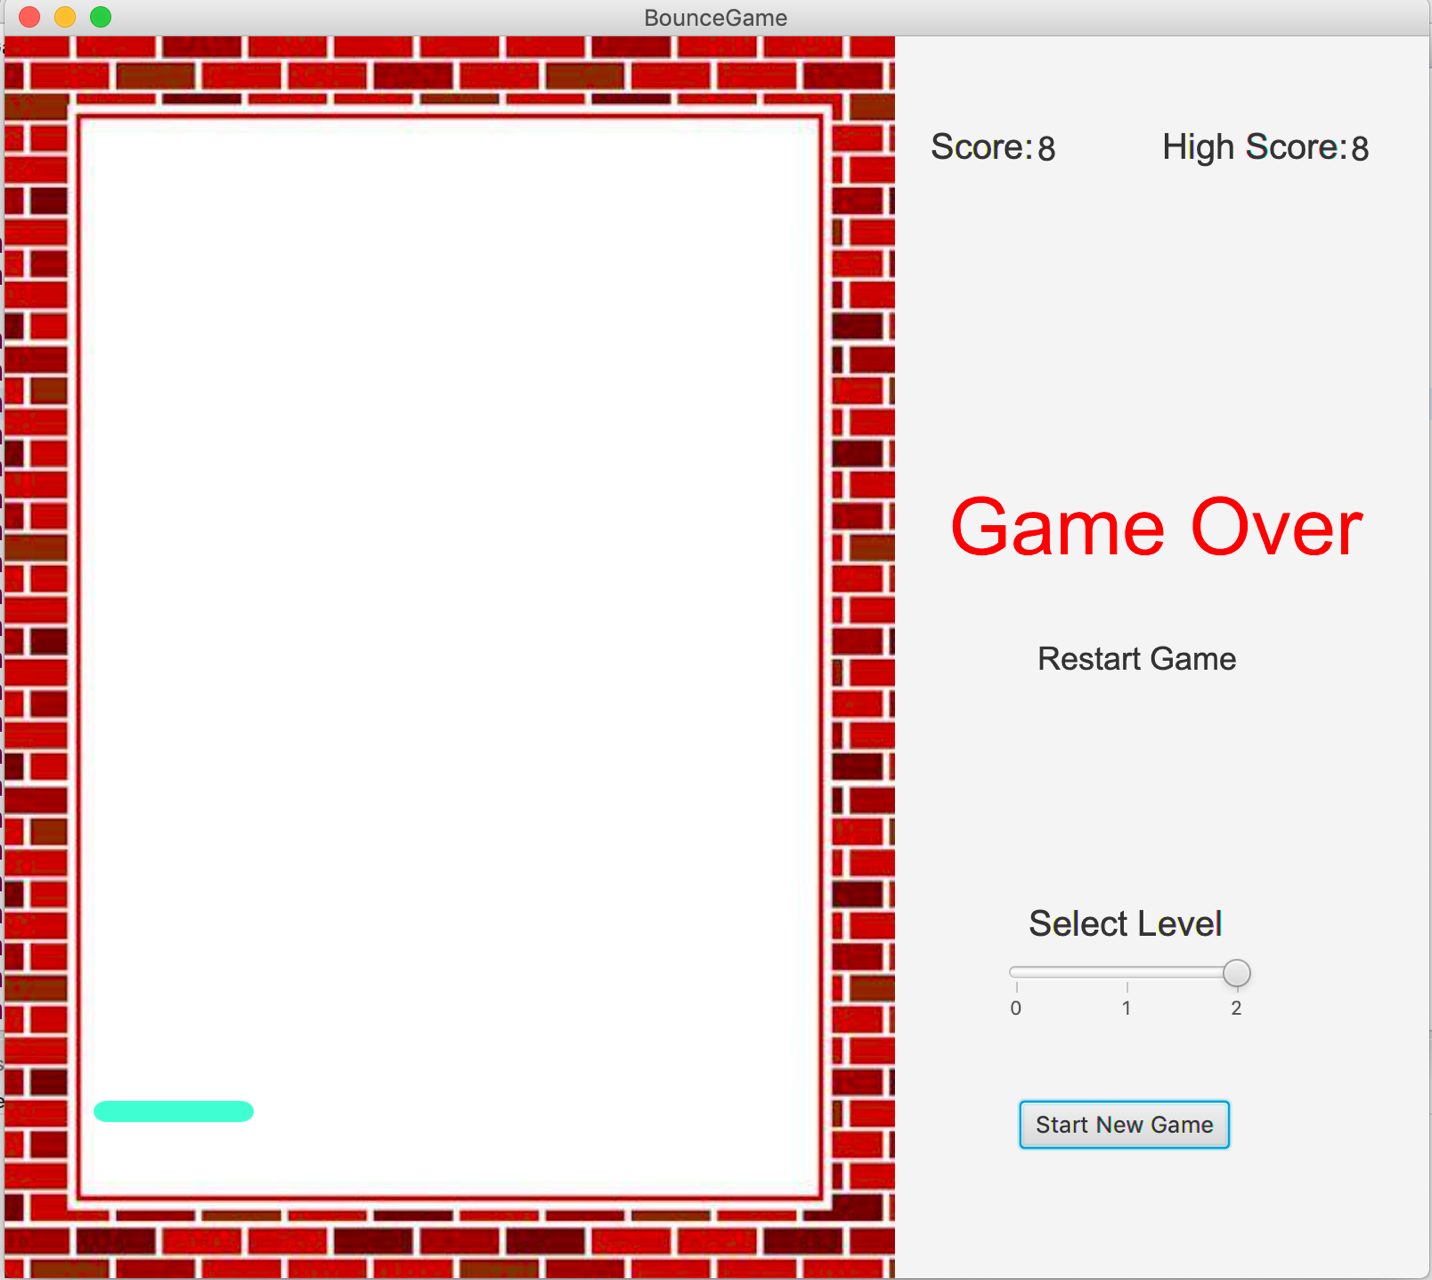 BounceGame
Score: 8 High Score: 8
Game Over
Restart Game
Select Level
0 1 2
Start New Game